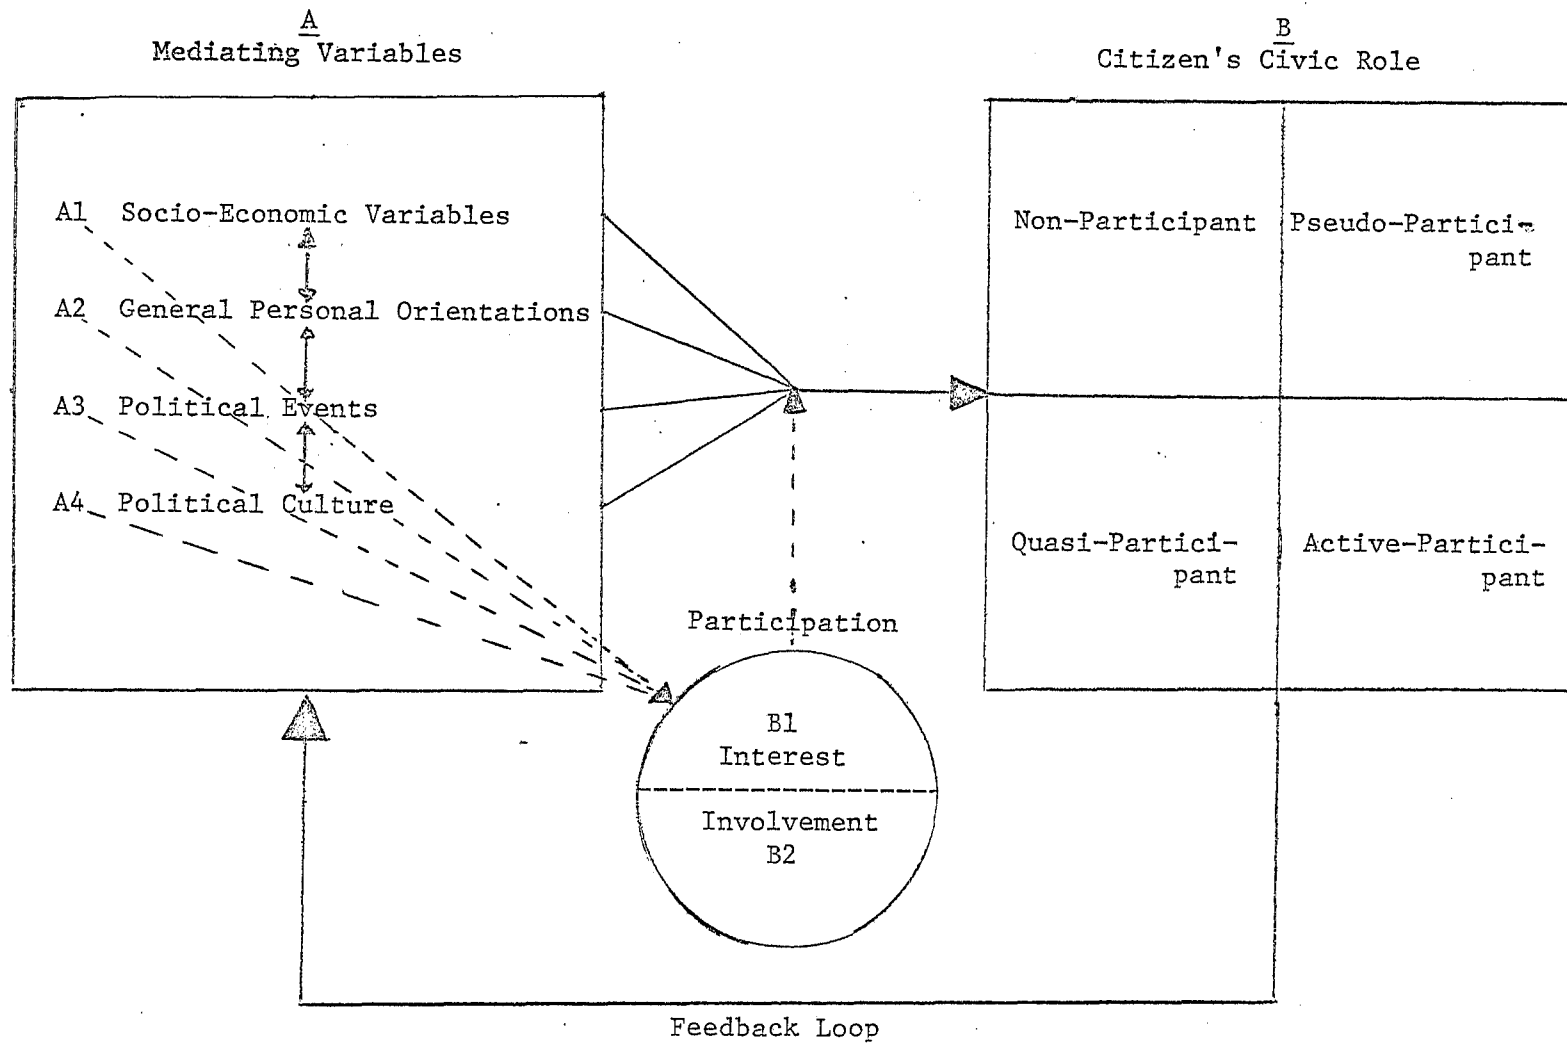 A
Mediating Variables
A1 Socio-Economic Variables
A2 General Personal Orientations
A3 Political Events
A4 Political Culture
B
Citizen's Civic Role
Non-Participant
Pseudo-Partici-
pant
Quasi-Partici-
pant
Active-Partici-
pant
Participation
B1
Interest
Involvement
B2
Feedback Loop